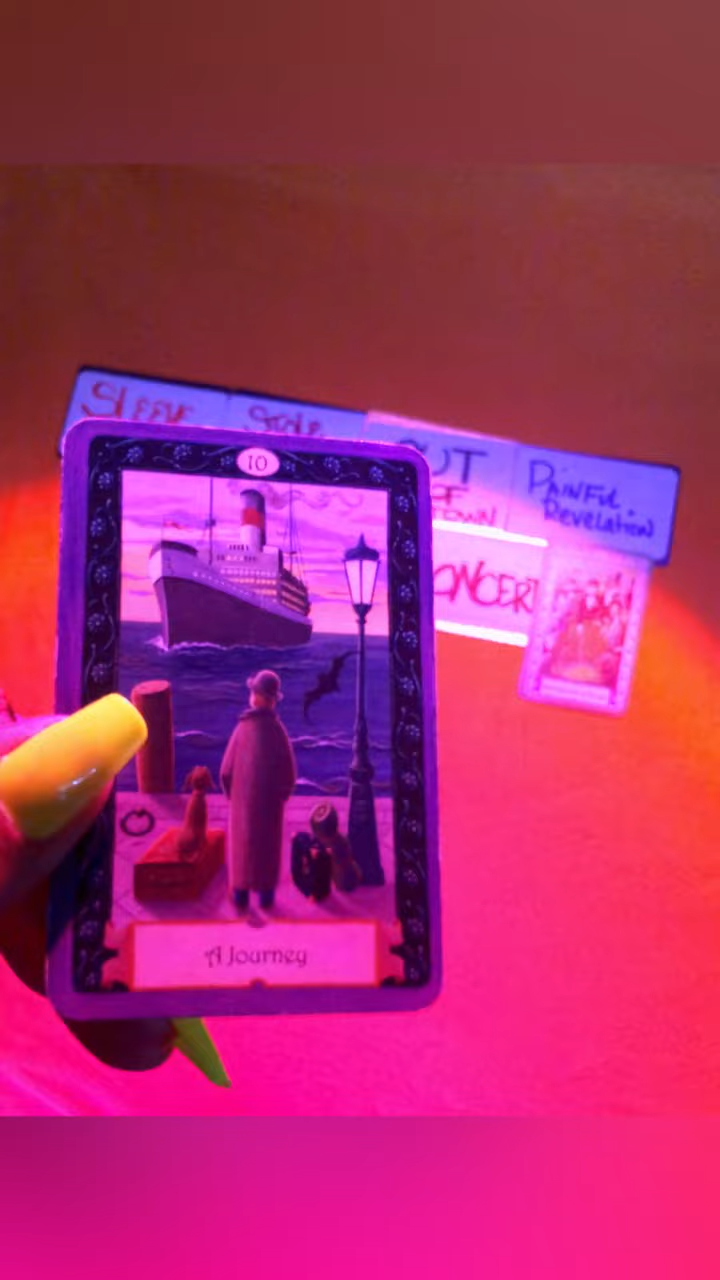 SLEEVE
STOLE
OUT
OF
TOWN
PAINFUL
Revelation
CONCERT
10
A Journey